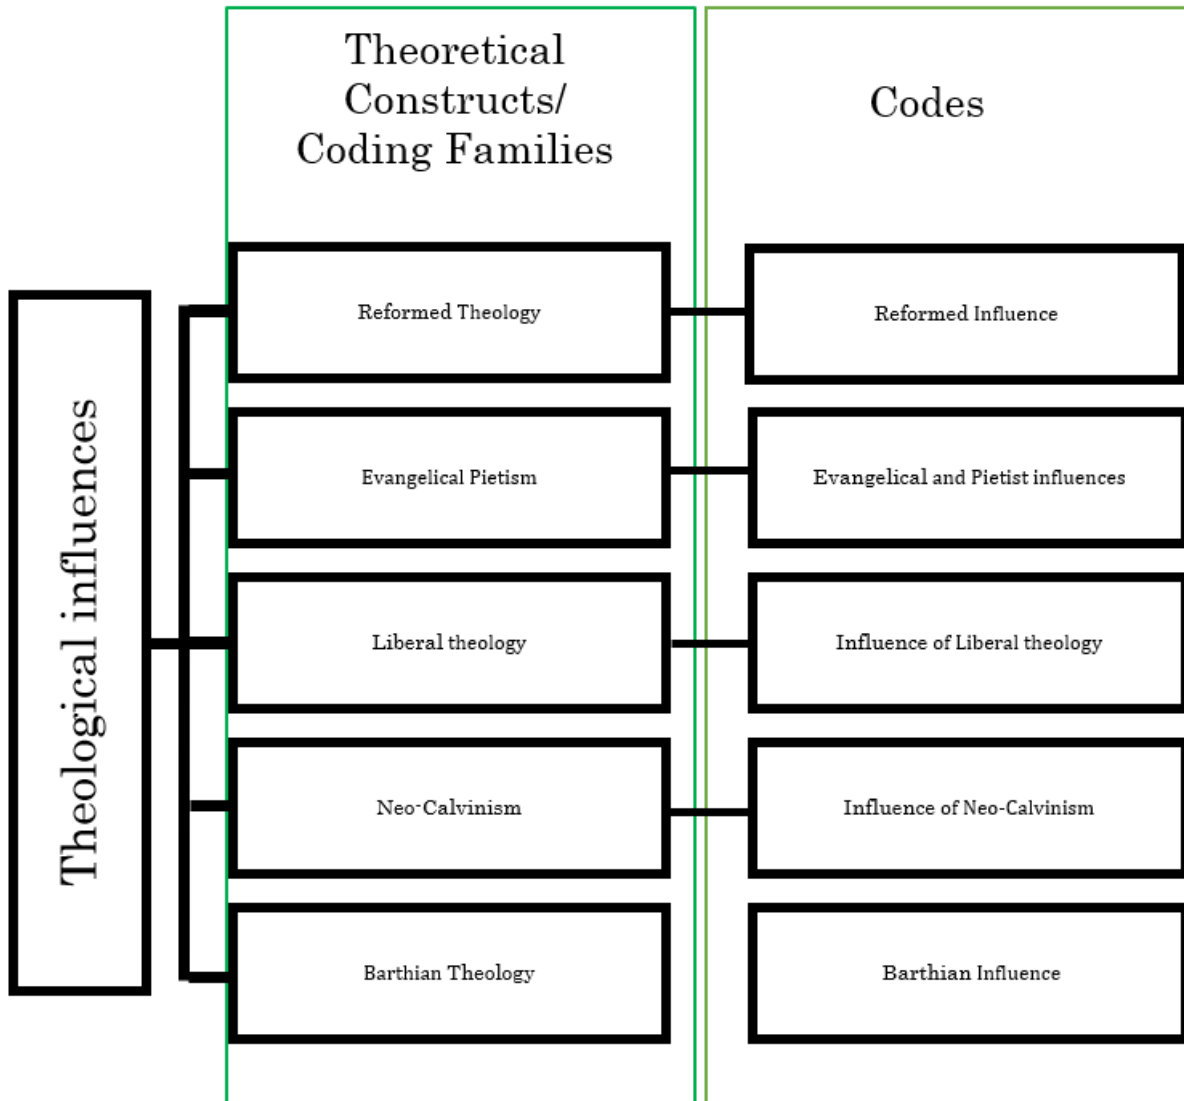 Theoretical
Constructs/
Coding Families
Codes
Theological influences
Reformed Theology
Reformed Influence
Evangelical Pietism
Evangelical and Pietist influences
Liberal theology
Influence of Liberal theology
Neo-Calvinism
Influence of Neo-Calvinism
Barthian Theology
Barthian Influence